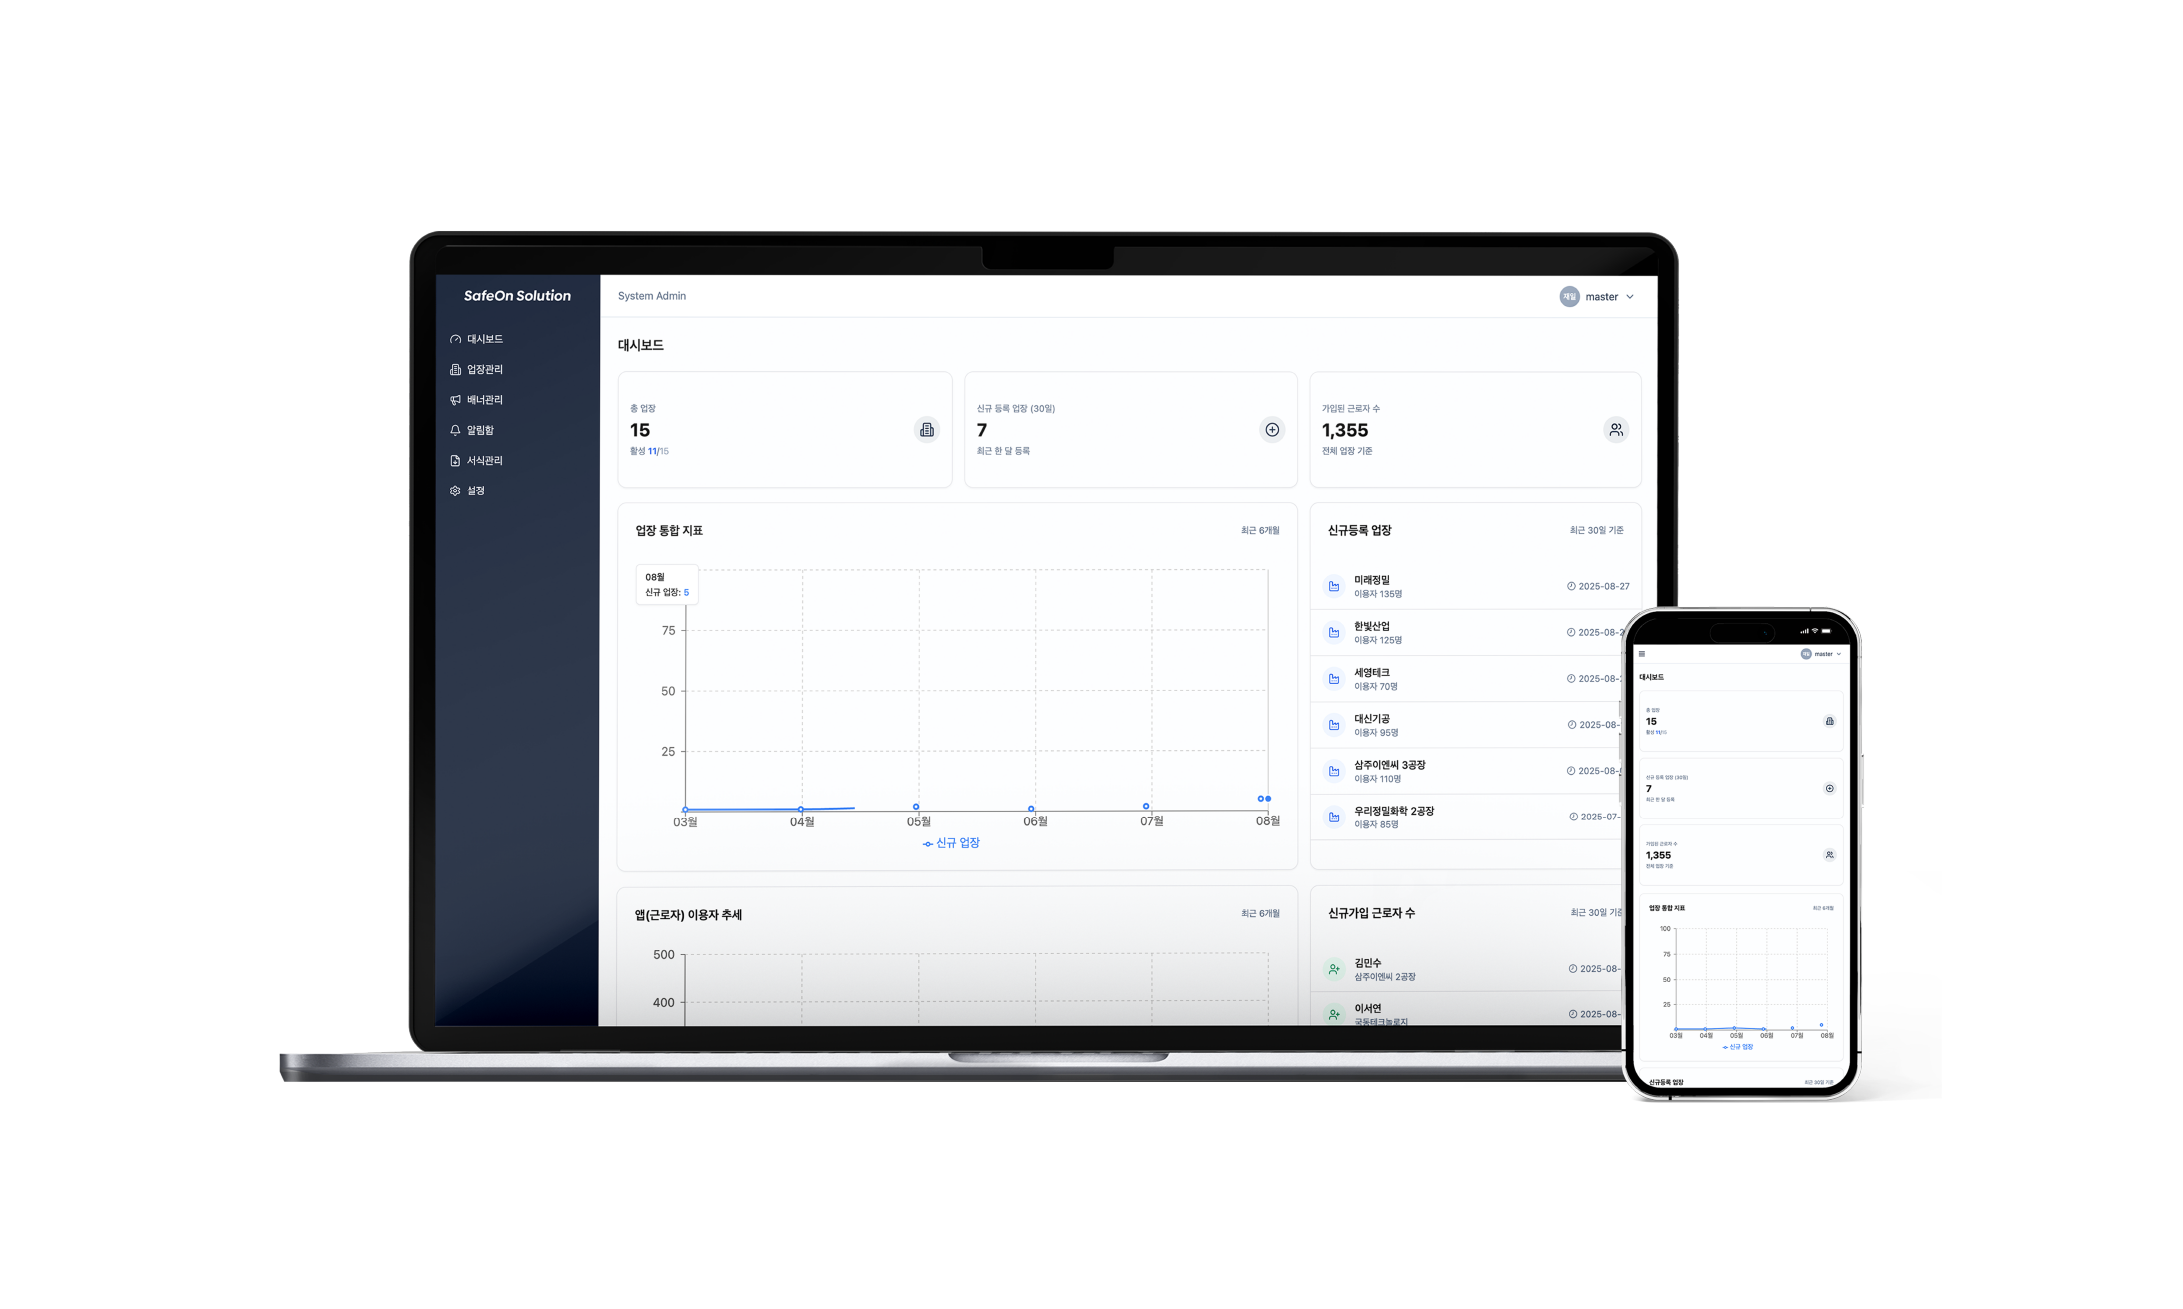 SafeOn Solution
대시보드
업장관리
배너관리
알림함
서식관리
설정
System Admin
재일 master
대시보드
총 업장
15
활성 11/15
신규 등록 업장 (30일)
7
최근 한 달 등록
가입된 근로자 수
1,355
전체 업장 기준
업장 통합 지표
최근 6개월
08월
신규 업장: 5
75
50
25
03월 04월 05월 06월 07월 08월
신규 업장
신규등록 업장
최근 30일 기준
미래정밀
이용자 135명
2025-08-27
한빛산업
이용자 125명
2025-08-2
세영테크
이용자 70명
2025-08-
대신기공
이용자 95명
2025-08-
삼주이엔씨 3공장
이용자 110명
2025-08-
우리정밀화학 2공장
이용자 85명
2025-07-
앱(근로자) 이용자 추세
최근 6개월
500
400
신규가입 근로자 수
최근 30일 기준
김민수
삼주이엔씨 2공장
2025-08-
이서연
국동테크놀로지
2025-08-
master
대시보드
총 업장
15
활성 11/15
신규 등록 업장 (30일)
7
최근 한 달 등록
가입된 근로자 수
1,355
전체 업장 기준
업장 통합 지표
최근 6개월
100
75
50
25
03월 04월 05월 06월 07월 08월
신규 업장
신규등록 업장
최근 30일 기준